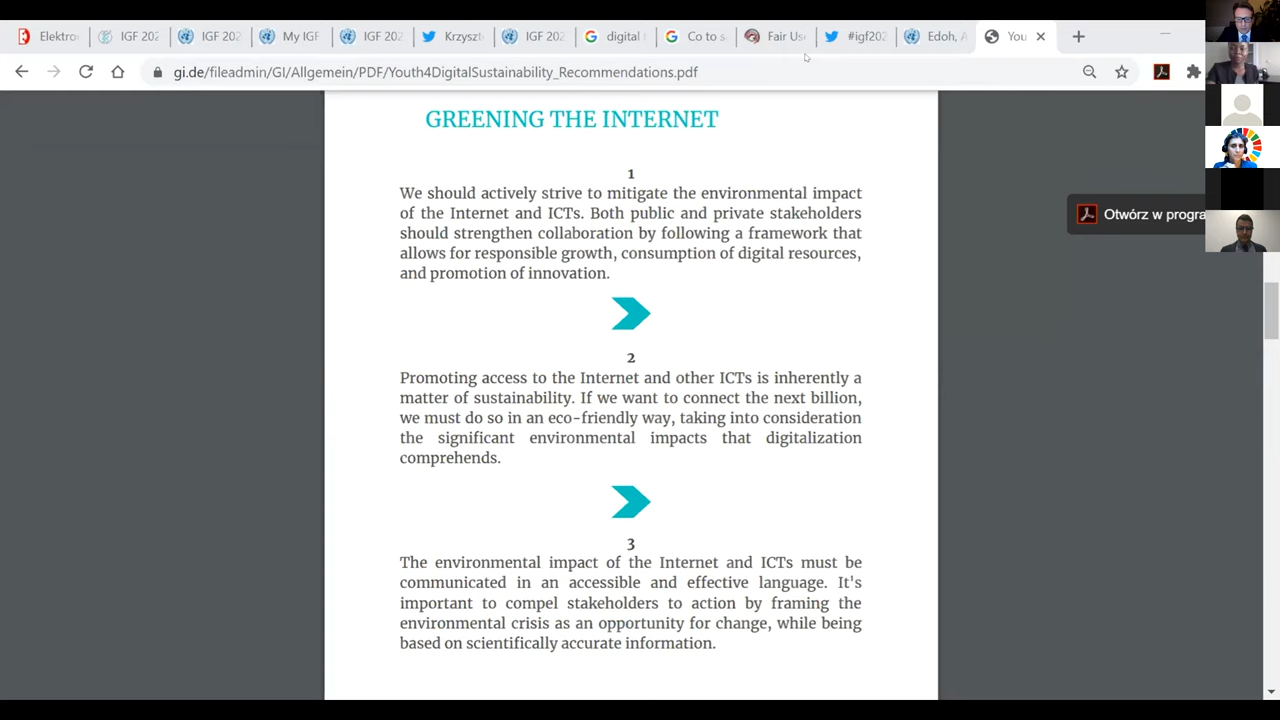 Elektro
IGF 202
IGF 202
My IGF
IGF 202
Krzyszt
IGF 202
digital
Co to s
Fair Us
#igf202
Edoh, A
You
gi.de/fileadmin/GI/Allgemein/PDF/Youth4DigitalSustainability_Recommendations.pdf
GREENING THE INTERNET
1
We should actively strive to mitigate the environmental impact
of the Internet and ICTs. Both public and private stakeholders
should strengthen collaboration by following a framework that
allows for responsible growth, consumption of digital resources,
and promotion of innovation.
Otwórz w progra
2
Promoting access to the Internet and other ICTs is inherently a
matter of sustainability. If we want to connect the next billion,
we must do so in an eco-friendly way, taking into consideration
the significant environmental impacts that digitalization
comprehends.
3
The environmental impact of the Internet and ICTs must be
communicated in an accessible and effective language. It's
important to compel stakeholders to action by framing the
environmental crisis as an opportunity for change, while being
based on scientifically accurate information.